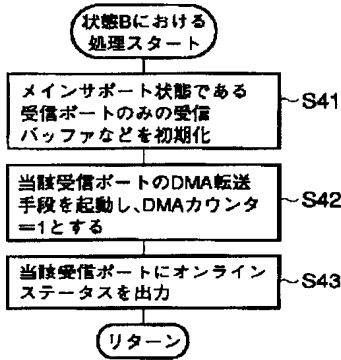 状態Bにおける
処理スタート
メインサポート状態である
受信ポートのみの受信
バッファなどを初期化
~S41
当該受信ポートのDMA転送
手段を起動し、DMAカウンタ
=1とする
~S42
当該受信ポートにオンライン
ステータスを出力
~S43
リターン